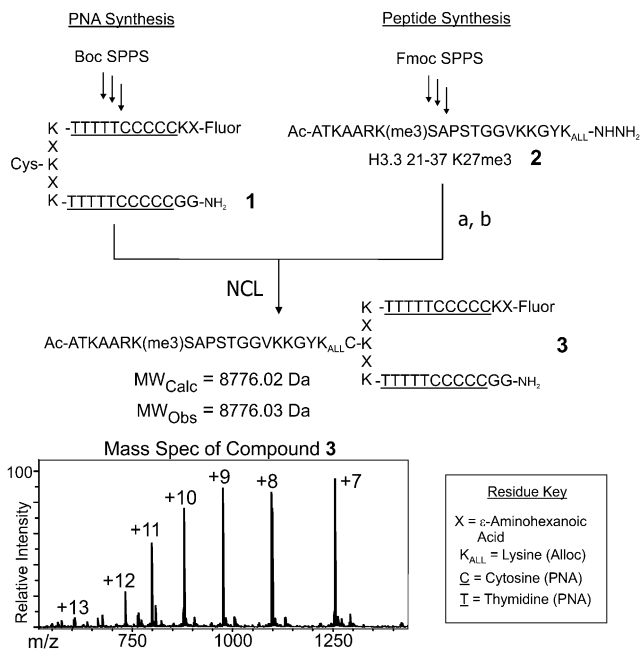 PNA Synthesis
Peptide Synthesis
Boc SPPS
Fmoc SPPS
K -TTTTTCCCCCKX-Fluor
X
Cys- K
X
K -TTTTTCCCCCGG-NH2
1
Ac-ATKAARK(me3)SAPSTGGVKKGYKALL-NHNH2
H3.3 21-37 K27me3
2
a, b
NCL
Ac-ATKAARK(me3)SAPSTGGVKKGYKALLC-K
K -TTTTTCCCCCKX-Fluor
X
X
K -TTTTTCCCCCGG-NH2
3
MWCalc = 8776.02 Da
MWObs = 8776.03 Da
Mass Spec of Compound 3
Relative Intensity
100
+13
+12
+11
+10
+9
+8
+7
m/z
750
1000
1250
Residue Key
X = ε-Aminohexanoic
Acid
KALL = Lysine (Alloc)
C = Cytosine (PNA)
T = Thymidine (PNA)